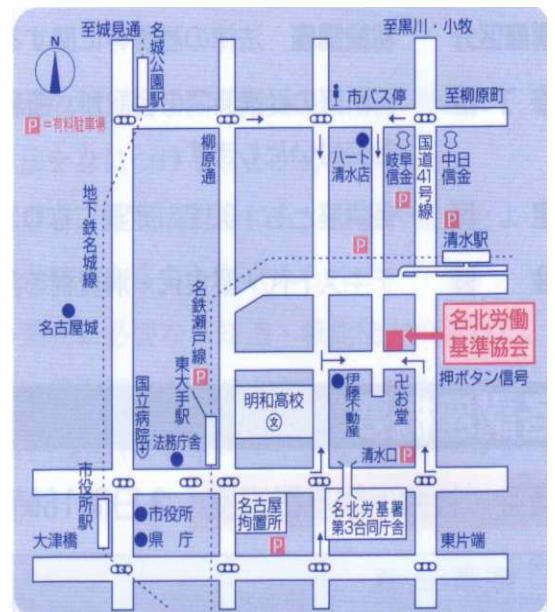 至城見通
至黒川・小牧
N
名城公園駅
市バス停
至柳原町
P=有料駐車場
柳原通
ハート
清水店
岐阜
信金
国道41号線
中日
信金
P
P
P
清水駅
地下鉄名城線
名古屋城
名鉄瀬戸線
東大手駅
P
名北労働
基準協会
押ボタン信号
国立病院
法務庁舎
明和高校
文
伊藤不動産
卍お堂
清水口
P
市役所駅
市役所
県庁
大津橋
名古屋
拘置所
P
名北労基署
第3合同庁舎
東片端